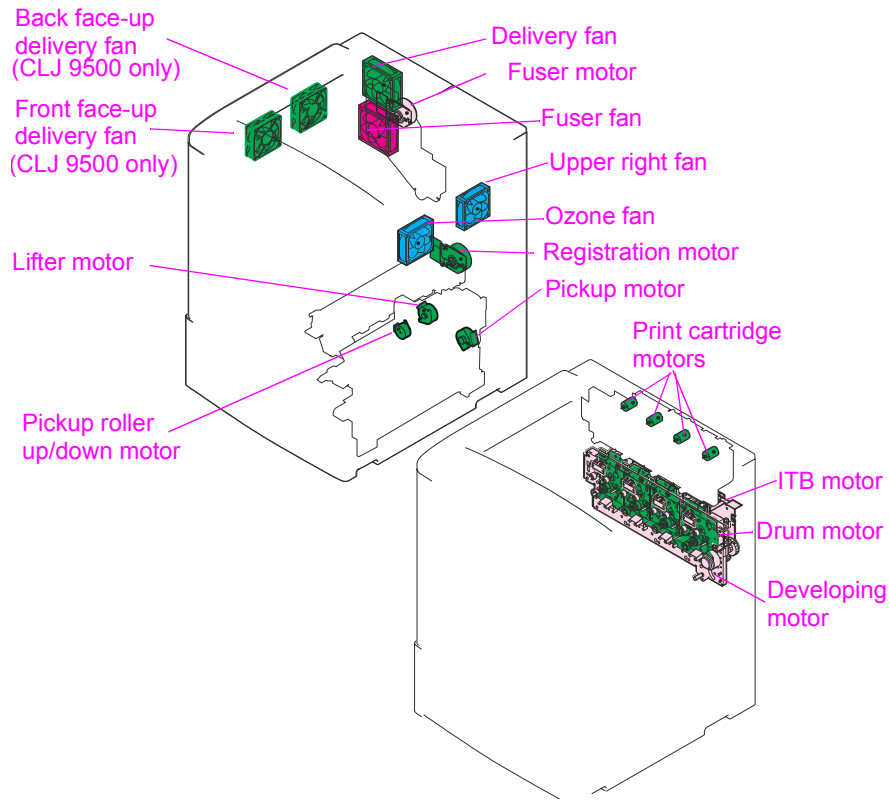 Back face-up
delivery fan
(CLJ 9500 only)
Front face-up
delivery fan
(CLJ 9500 only)
Delivery fan
Fuser motor
Fuser fan
Upper right fan
Ozone fan
Registration motor
Lifter motor
Pickup motor
Pickup roller
up/down motor
Print cartridge
motors
ITB motor
Drum motor
Developing
motor